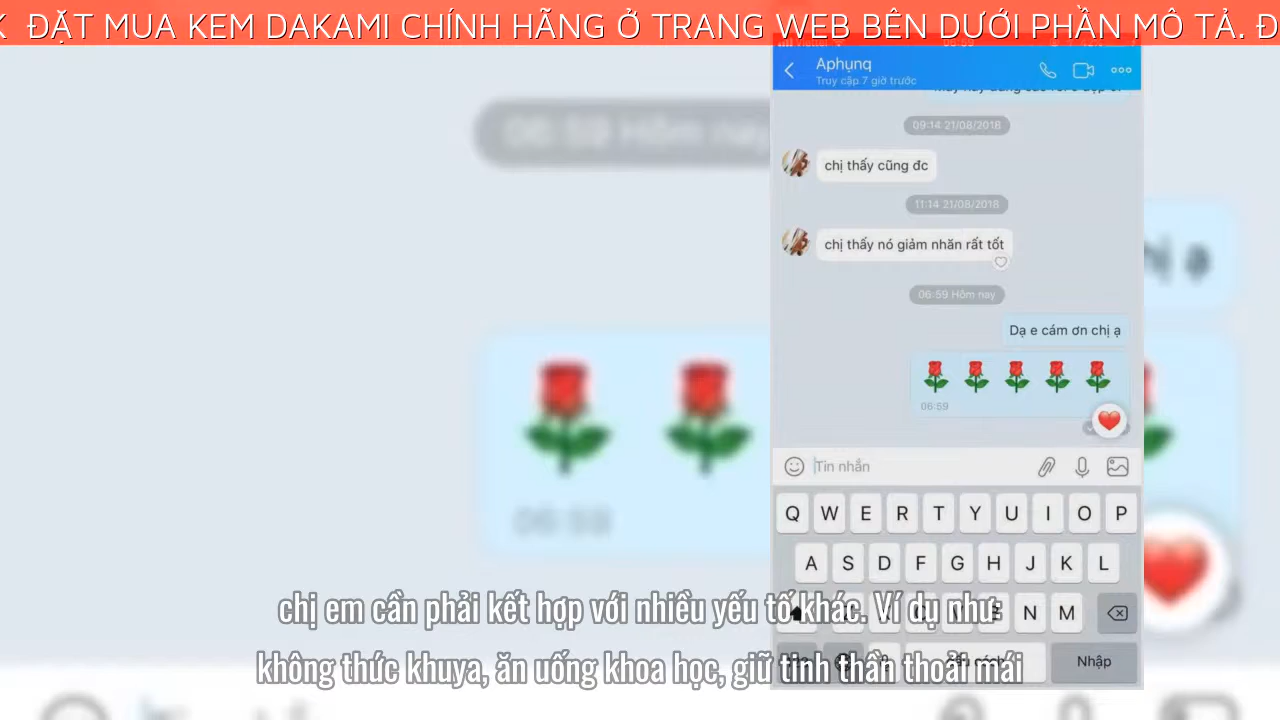 ĐẶT MUA KEM DAKAMI CHÍNH HÃNG Ở TRANG WEB BÊN DƯỚI PHẦN MÔ TẢ.
Aphụnq
Truy cập 7 giờ trước
09:14 21/08/2018
chị thấy cũng đc
11:14 21/08/2018
chị thấy nó giảm nhăn rất tốt
06:59 Hôm nay
Dạ e cám ơn chị ạ
06:59
Tin nhắn
Q W E R T Y U I O P
A S D F G H J K L
N M
Nhập
chị em cần phải kết hợp với nhiều yếu tố khác. Ví dụ như:
không thức khuya, ăn uống khoa học, giữ tinh thần thoải mái